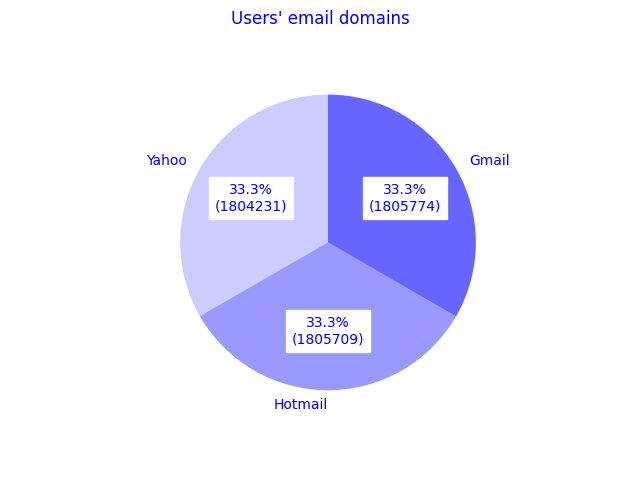 Users' email domains
Yahoo
Gmail
33.3%
(1804231)
33.3%
(1805774)
33.3%
(1805709)
Hotmail